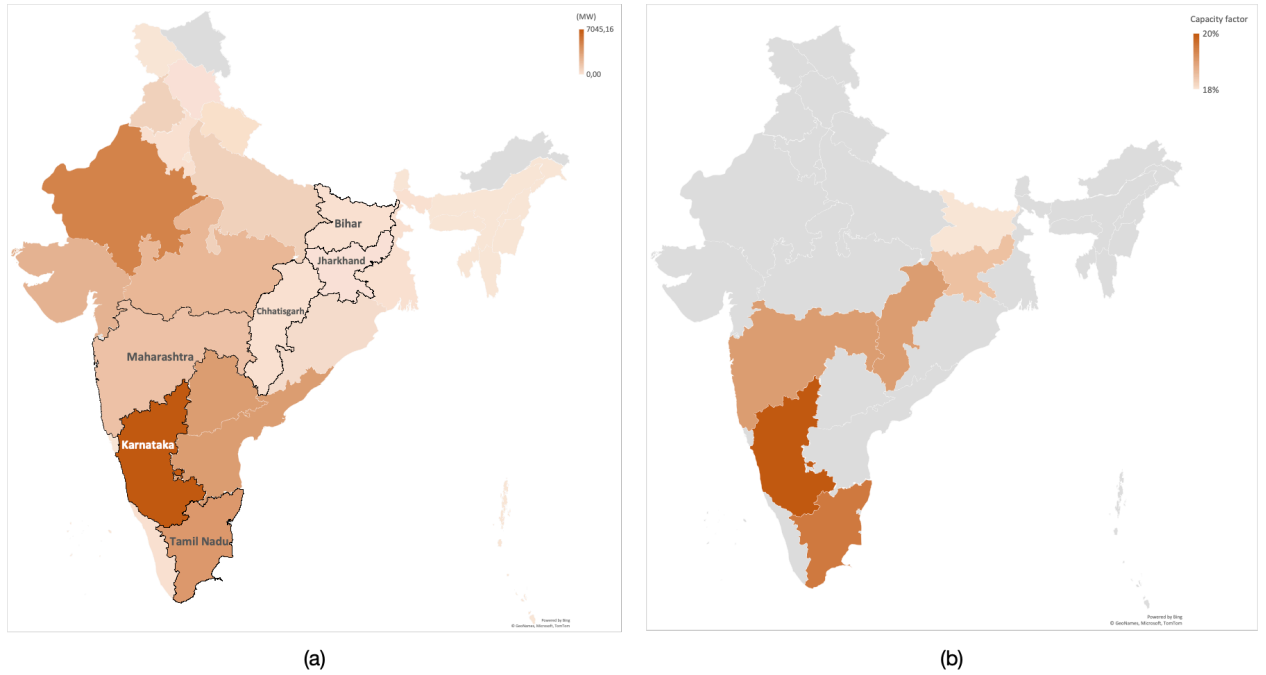 (MW)
7045,16
0,00
Bihar
Jharkhand
Chhatisgarh
Maharashtra
Karnataka
Tamil Nadu
Powered by Bing
© GeoNames, Microsoft, TomTom
(a)
Capacity factor
20%
18%
Powered by Bing
© GeoNames, Microsoft, TomTom
(b)